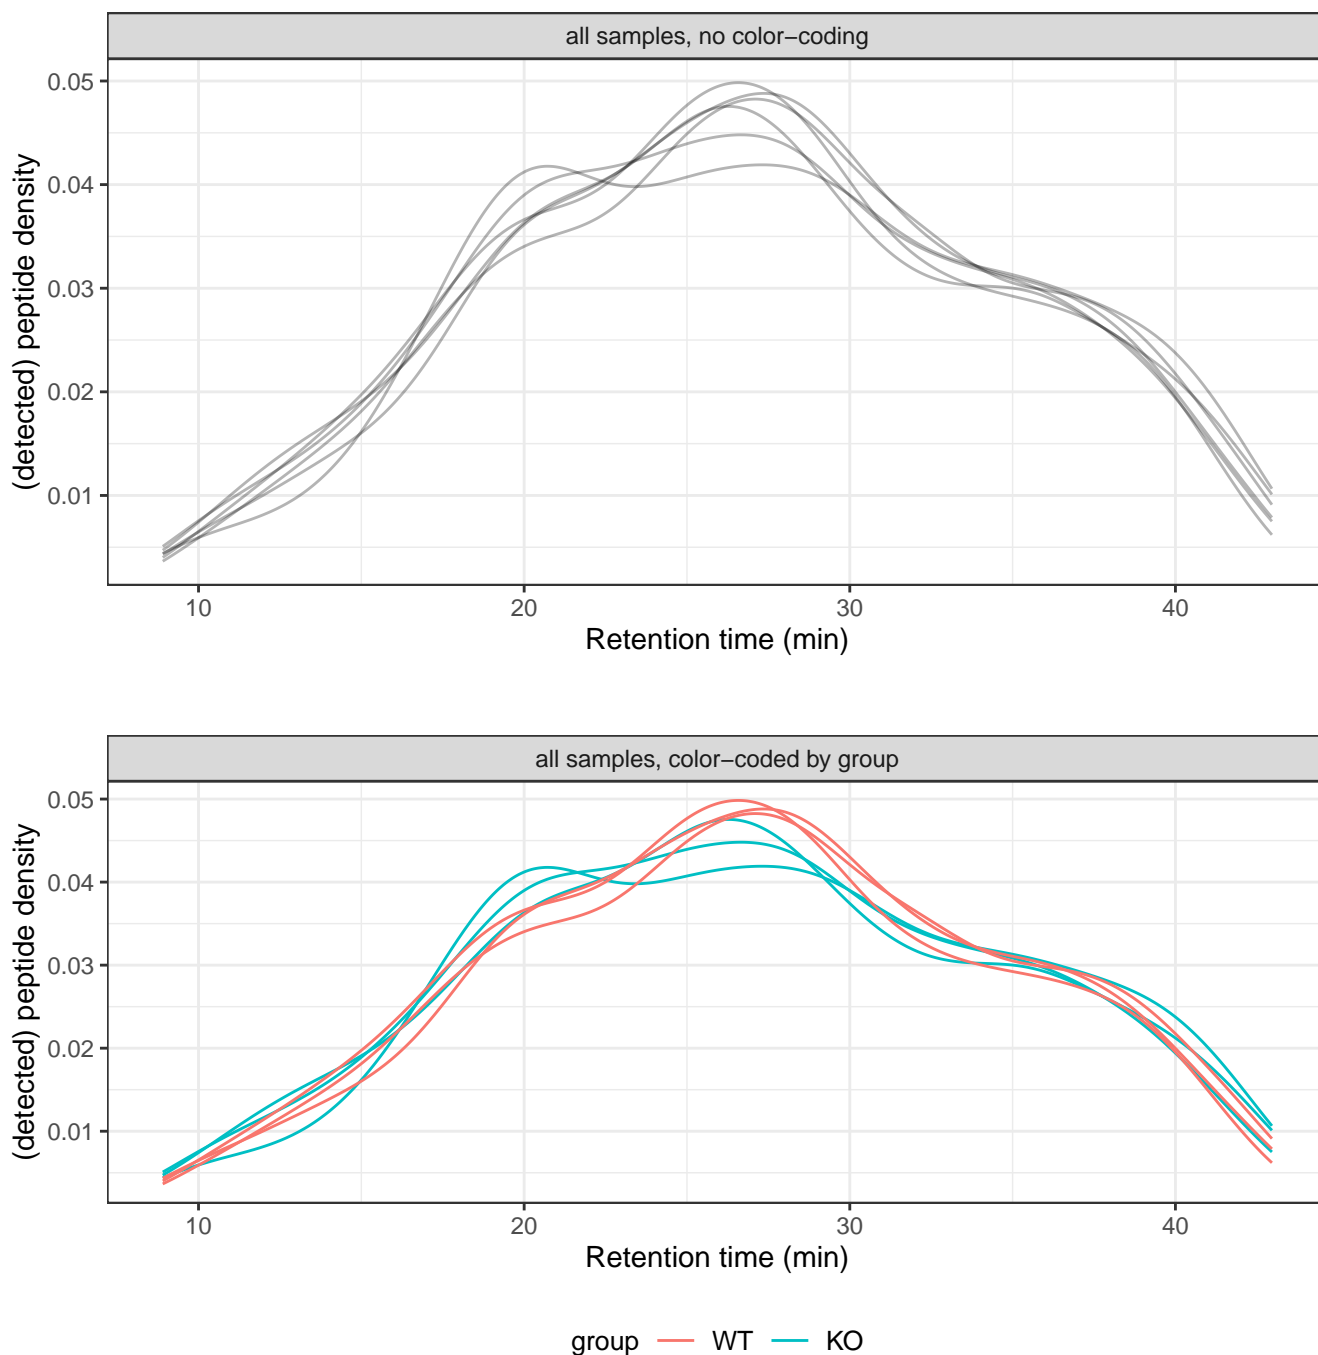 all samples, no color−coding
0.05
0.04
0.03
0.02
0.01
(detected) peptide density
10 20 30 40
Retention time (min)
all samples, color−coded by group
0.05
0.04
0.03
0.02
0.01
(detected) peptide density
10 20 30 40
Retention time (min)
group WT KO